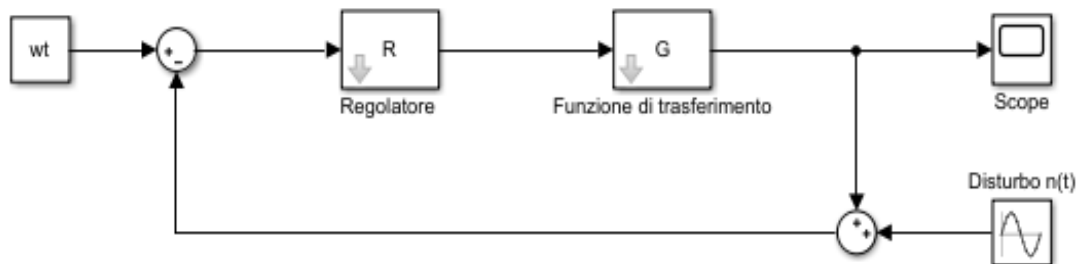 wt
R
G
Regolatore
Funzione di trasferimento
Scope
Disturbo n(t)